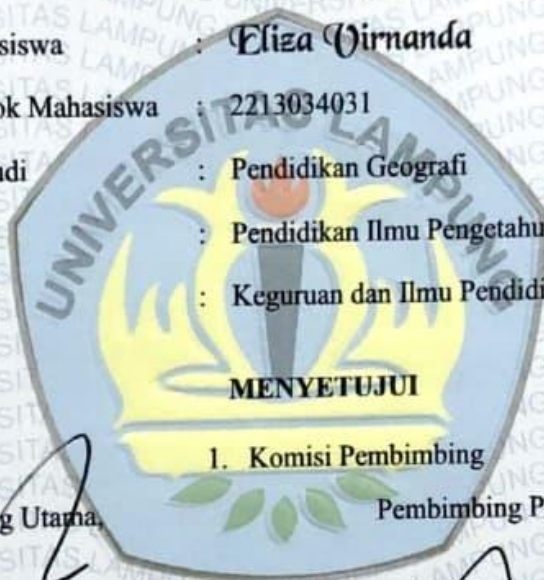 siswa : Eliza Virnanda
ok Mahasiswa : 2213034031
di : Pendidikan Geografi
: Pendidikan Ilmu Pengetahu
: Keguruan dan Ilmu Pendidi
UNIVERSITAS LAMPUNG
MENYETUJUI
1. Komisi Pembimbing
g Utama,
Pembimbing P